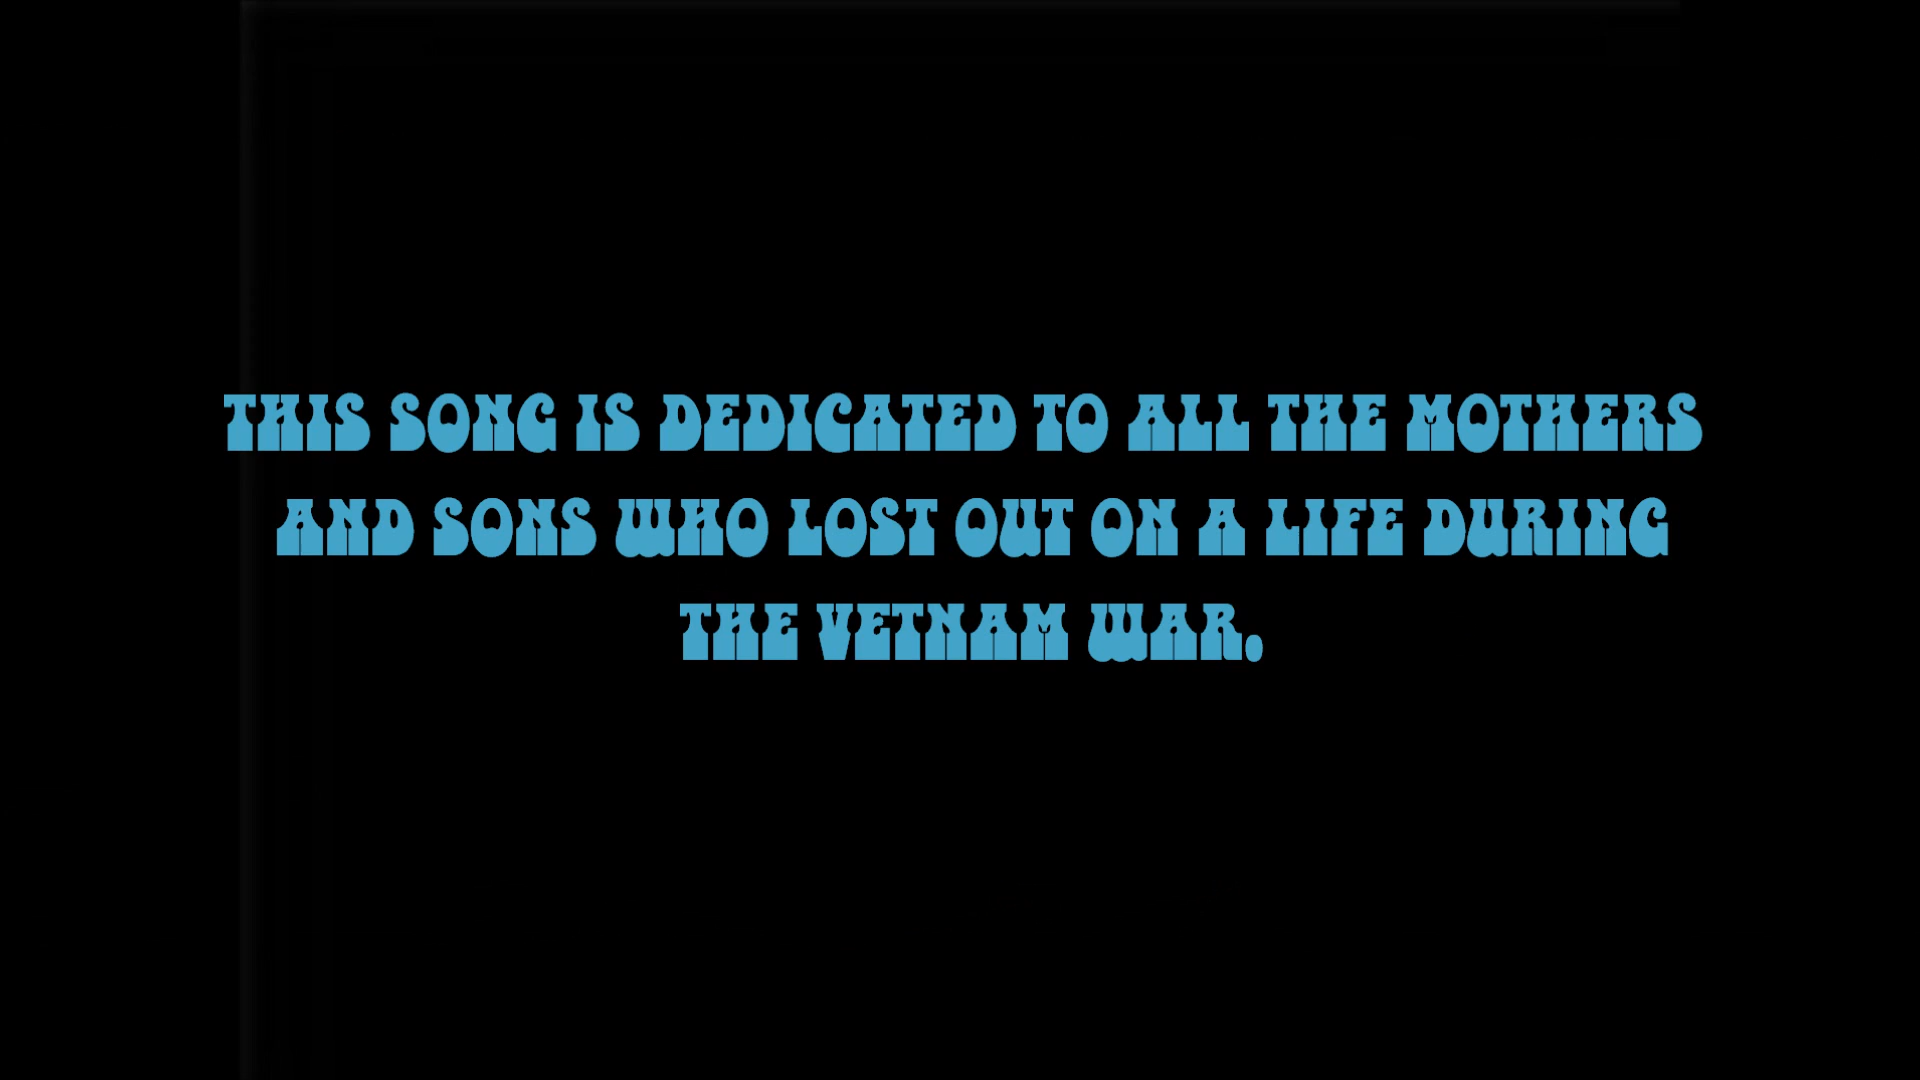 THIS SONG IS DEDICATED TO ALL THE MOTHERS
AND SONS WHO LOST OUT ON A LIFE DURING
THE VETNAM WAR.